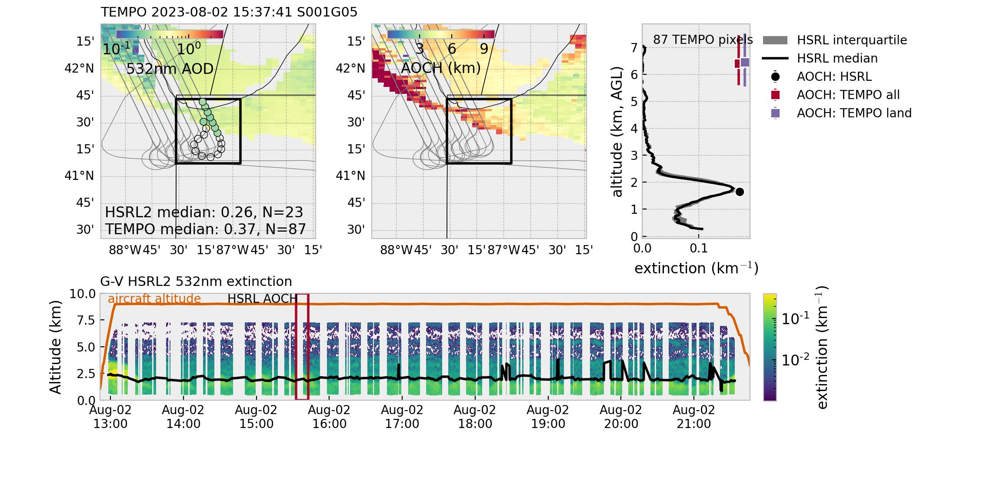 TEMPO 2023-08-02 15:37:41 S001G05
10⁻¹ 10⁰
532nm AOD
15'
42°N
45'
30'
15'
41°N
45'
30'
HSRL2 median: 0.26, N=23
TEMPO median: 0.37, N=87
88°W 45' 30' 15' 87°W 45' 30' 15'
3 6 9
AOCH (km)
15'
42°N
45'
30'
15'
41°N
45'
30'
88°W 45' 30' 15' 87°W 45' 30' 15'
87 TEMPO pixels
altitude (km, AGL)
7
6
5
4
3
2
1
0
0.0 0.1
extinction (km⁻¹)
HSRL interquartile
HSRL median
AOCH: HSRL
AOCH: TEMPO all
AOCH: TEMPO land
G-V HSRL2 532nm extinction
aircraft altitude HSRL AOCH
Altitude (km)
10.0
7.5
5.0
2.5
0.0
Aug-02 Aug-02 Aug-02 Aug-02 Aug-02 Aug-02 Aug-02 Aug-02 Aug-02
13:00 14:00 15:00 16:00 17:00 18:00 19:00 20:00 21:00
10⁻¹
10⁻²
extinction (km⁻¹)